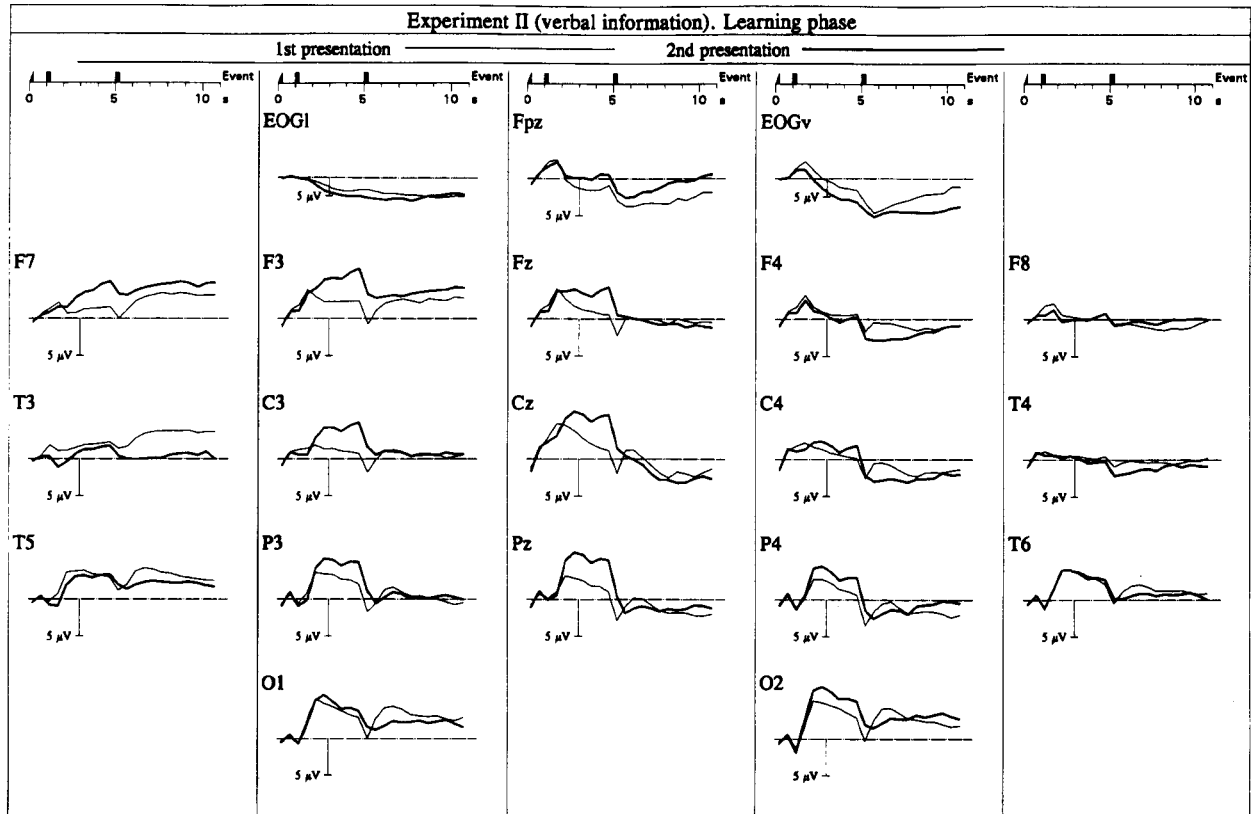 Experiment II (verbal information). Learning phase
1st presentation 2nd presentation
Event Event Event Event Event
0 5 10 s 0 5 10 s 0 5 10 s 0 5 10 s 0 5 10 s
EOGl Fpz EOGv
5 µV 5 µV 5 µV
F7 F3 Fz F4 F8
5 µV 5 µV 5 µV 5 µV 5 µV
T3 C3 Cz C4 T4
5 µV 5 µV 5 µV 5 µV 5 µV
T5 P3 Pz P4 T6
5 µV 5 µV 5 µV 5 µV 5 µV
O1 O2
5 µV 5 µV